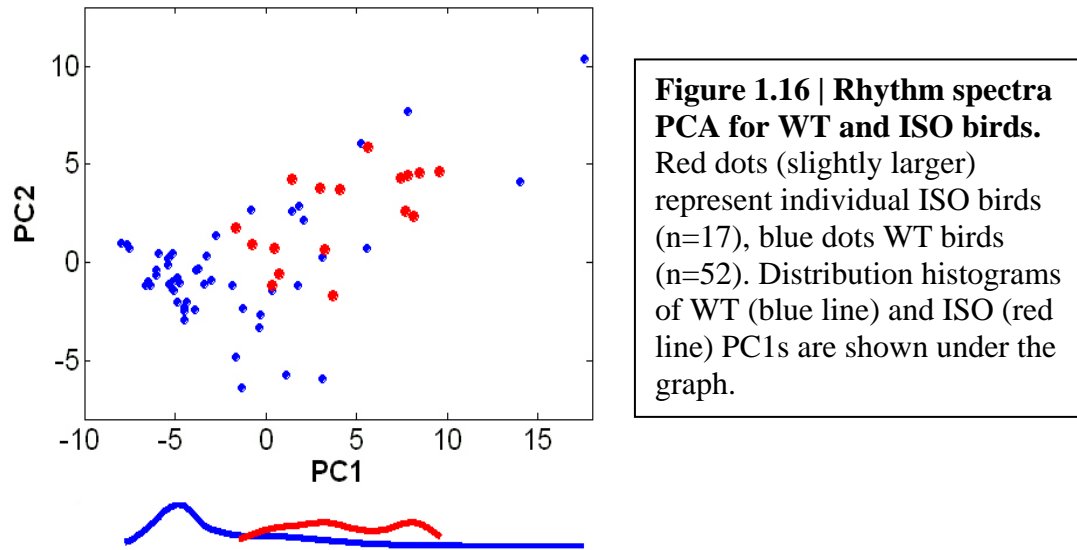 10
5
0
-5
PC2
-10
-5
0
5
10
15
PC1
Figure 1.16 | Rhythm spectra
PCA for WT and ISO birds.
Red dots (slightly larger)
represent individual ISO birds
(n=17), blue dots WT birds
(n=52). Distribution histograms
of WT (blue line) and ISO (red
line) PC1s are shown under the
graph.